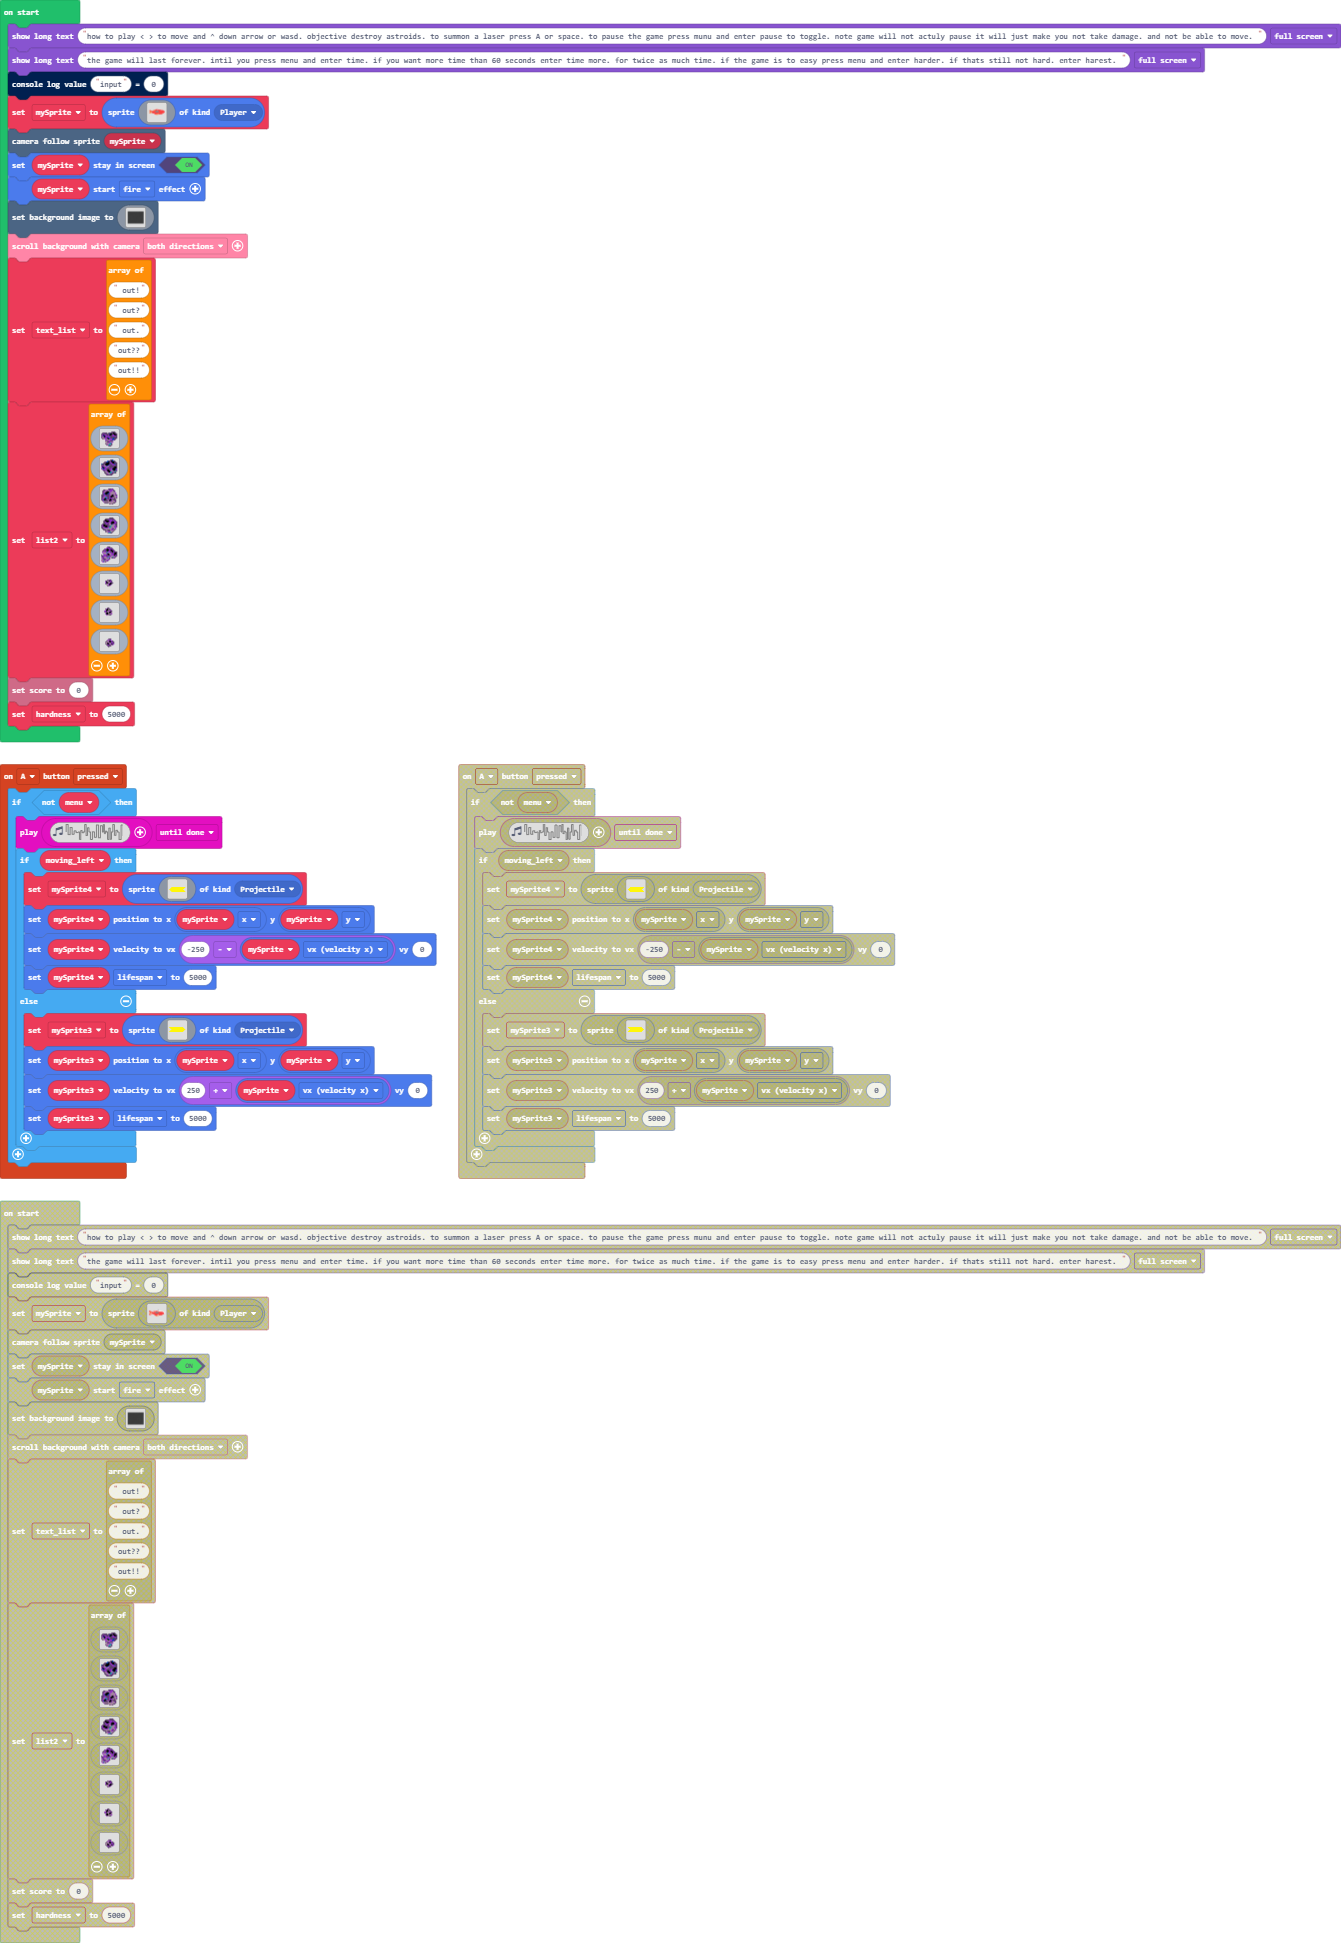 on start
show long text "how to play < > to move and ^ down arrow or wasd. objective destroy astroids. to summon a laser press A or space. to pause the game press munu and enter pause to toggle. note game will not actuly pause it will just make you not take damage. and not be able to move. " full screen
show long text "the game will last forever. intil you press menu and enter time. if you want more time than 60 seconds enter time more. for twice as much time. if the game is to easy press menu and enter harder. if thats still not hard. enter harest. " full screen
console log value "input" = 0
set mySprite to sprite of kind Player
camera follow sprite mySprite
set mySprite stay in screen ON
mySprite start fire effect
set background image to
scroll background with camera both directions
array of
" out!"
" out?"
set text_list to " out."
"out??"
"out!!"
array of
set list2 to
set score to 0
set hardness to 5000
on A button pressed
if not menu then
play until done
if moving_left then
set mySprite4 to sprite of kind Projectile
set mySprite4 position to x mySprite x y mySprite y
set mySprite4 velocity to vx -250 - mySprite vx (velocity x) vy 0
set mySprite4 lifespan to 5000
else
set mySprite3 to sprite of kind Projectile
set mySprite3 position to x mySprite x y mySprite y
set mySprite3 velocity to vx 250 + mySprite vx (velocity x) vy 0
set mySprite3 lifespan to 5000
on A button pressed
if not menu then
play until done
if moving_left then
set mySprite4 to sprite of kind Projectile
set mySprite4 position to x mySprite x y mySprite y
set mySprite4 velocity to vx -250 - mySprite vx (velocity x) vy 0
set mySprite4 lifespan to 5000
else
set mySprite3 to sprite of kind Projectile
set mySprite3 position to x mySprite x y mySprite y
set mySprite3 velocity to vx 250 + mySprite vx (velocity x) vy 0
set mySprite3 lifespan to 5000
on start
show long text "how to play < > to move and ^ down arrow or wasd. objective destroy astroids. to summon a laser press A or space. to pause the game press munu and enter pause to toggle. note game will not actuly pause it will just make you not take damage. and not be able to move. " full screen
show long text "the game will last forever. intil you press menu and enter time. if you want more time than 60 seconds enter time more. for twice as much time. if the game is to easy press menu and enter harder. if thats still not hard. enter harest. " full screen
console log value "input" = 0
set mySprite to sprite of kind Player
camera follow sprite mySprite
set mySprite stay in screen ON
mySprite start fire effect
set background image to
scroll background with camera both directions
array of
" out!"
" out?"
set text_list to " out."
"out??"
"out!!"
array of
set list2 to
set score to 0
set hardness to 5000